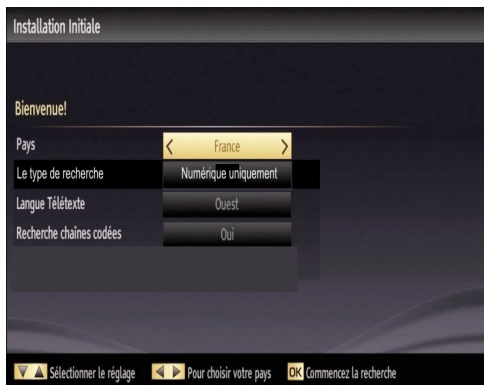 Installation Initiale
Bienvenue!
Pays France
Le type de recherche Numérique uniquement
Langue Télétexte Ouest
Recherche chaînes codées Oui
Sélectionner le réglage Pour choisir votre pays OK Commencez la recherche